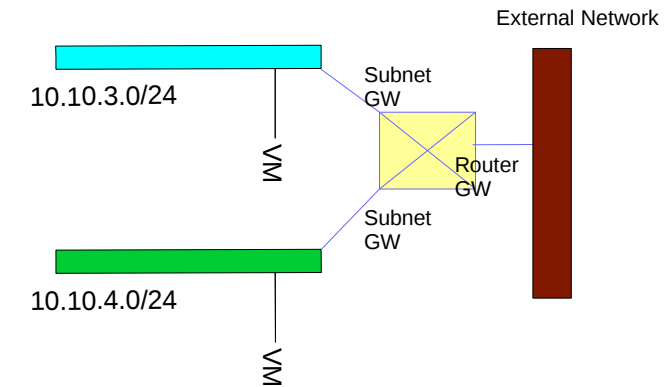 External Network
Subnet
GW
10.10.3.0/24
VM
Router
GW
Subnet
GW
10.10.4.0/24
VM